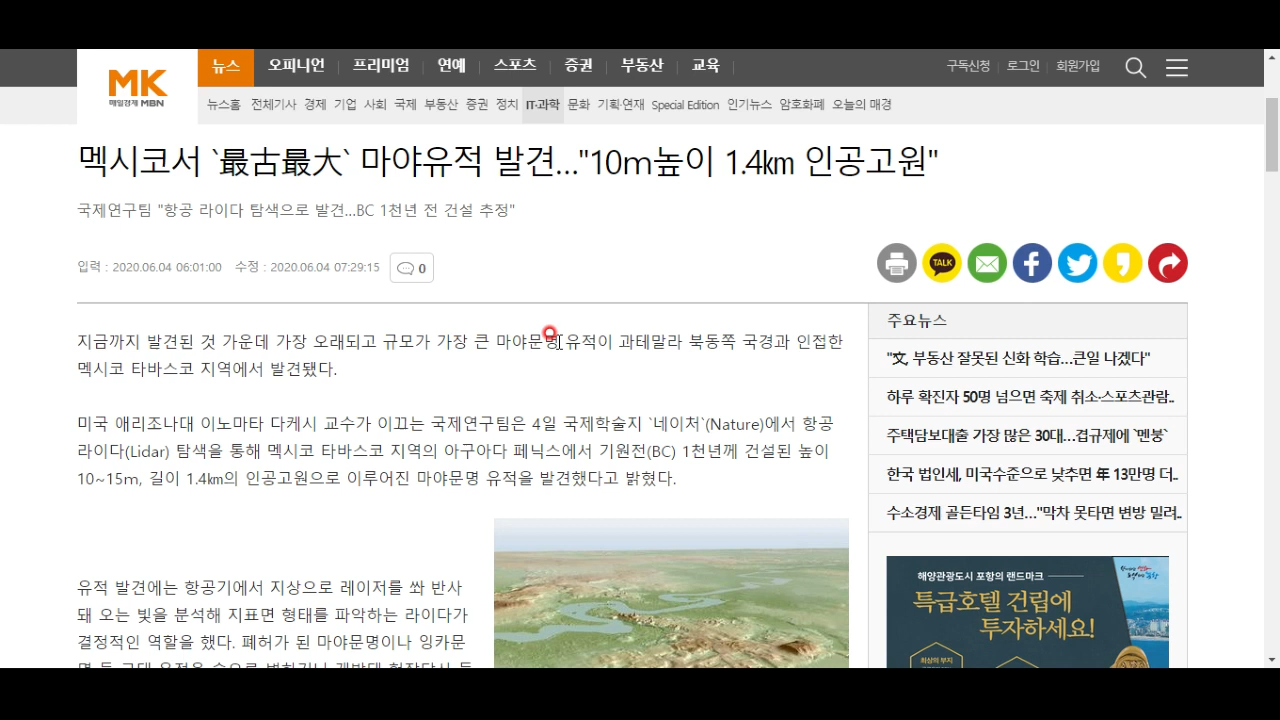 MK
매일경제 MBN
뉴스 오피니언 프리미엄 연예 스포츠 증권 부동산 교육
구독신청 로그인 회원가입
뉴스홈 전체기사 경제 기업 사회 국제 부동산 증권 정치 IT·과학 문화 기획·연재 Special Edition 인기뉴스 암호화폐 오늘의 매경
멕시코서 `最古最大` 마야유적 발견..."10m높이 1.4㎞ 인공고원"
국제연구팀 "항공 라이다 탐색으로 발견...BC 1천년 전 건설 추정"
입력 : 2020.06.04 06:01:00 수정 : 2020.06.04 07:29:15 0
TALK
지금까지 발견된 것 가운데 가장 오래되고 규모가 가장 큰 마야문명 유적이 과테말라 북동쪽 국경과 인접한
멕시코 타바스코 지역에서 발견됐다.
미국 애리조나대 이노마타 다케시 교수가 이끄는 국제연구팀은 4일 국제학술지 `네이처`(Nature)에서 항공
라이다(Lidar) 탐색을 통해 멕시코 타바스코 지역의 아구아다 페닉스에서 기원전(BC) 1천년께 건설된 높이
10~15m, 길이 1.4㎞의 인공고원으로 이루어진 마야문명 유적을 발견했다고 밝혔다.
유적 발견에는 항공기에서 지상으로 레이저를 쏴 반사
돼 오는 빛을 분석해 지표면 형태를 파악하는 라이다가
결정적인 역할을 했다. 폐허가 된 마야문명이나 잉카문
주요뉴스
"文, 부동산 잘못된 신화 학습...큰일 나겠다"
하루 확진자 50명 넘으면 축제 취소·스포츠관람..
주택담보대출 가장 많은 30대...겹규제에 `멘붕`
한국 법인세, 미국수준으로 낮추면 年 13만명 더..
수소경제 골든타임 3년..."막차 못타면 변방 밀려..
해양관광도시 포항의 랜드마크
특급호텔 건립에
투자하세요!
최상의 부지